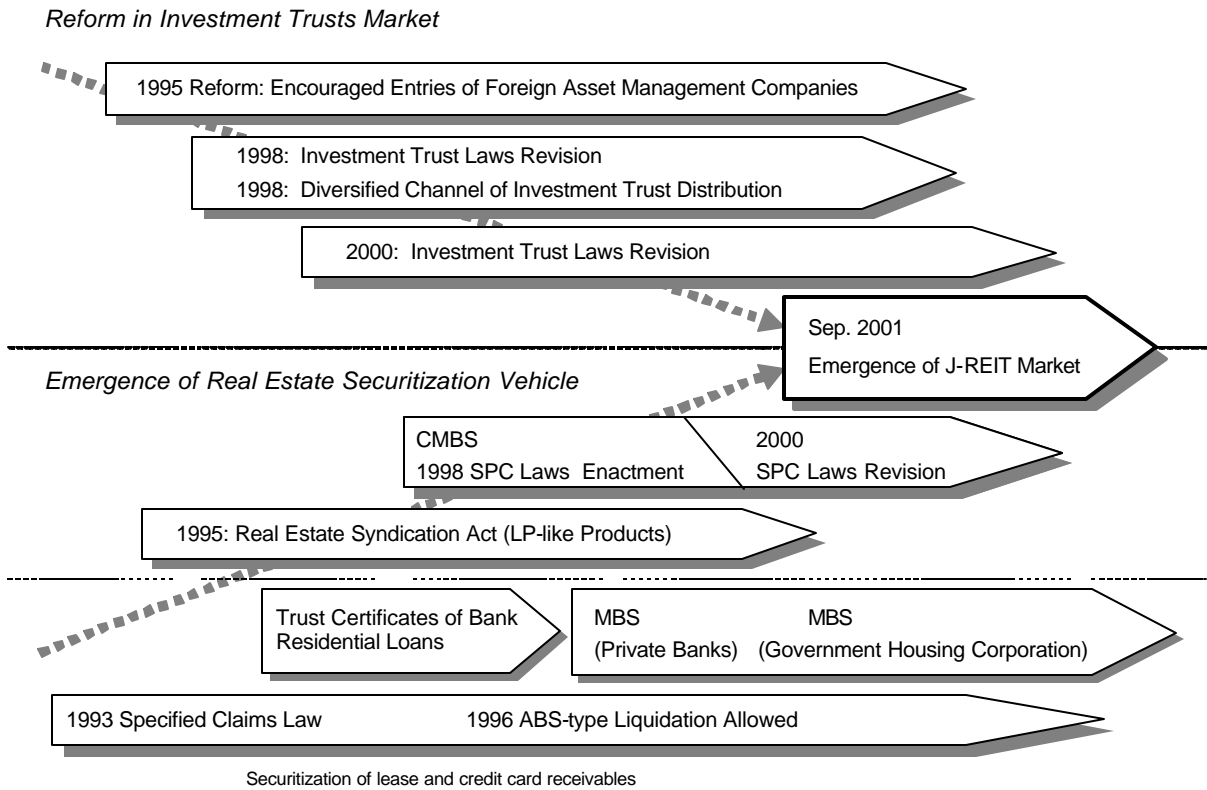 Reform in Investment Trusts Market
1995 Reform: Encouraged Entries of Foreign Asset Management Companies
1998: Investment Trust Laws Revision
1998: Diversified Channel of Investment Trust Distribution
2000: Investment Trust Laws Revision
Sep. 2001
Emergence of J-REIT Market
Emergence of Real Estate Securitization Vehicle
CMBS
1998 SPC Laws Enactment
2000
SPC Laws Revision
1995: Real Estate Syndication Act (LP-like Products)
Trust Certificates of Bank
Residential Loans
MBS
(Private Banks)
MBS
(Government Housing Corporation)
1993 Specified Claims Law
1996 ABS-type Liquidation Allowed
Securitization of lease and credit card receivables